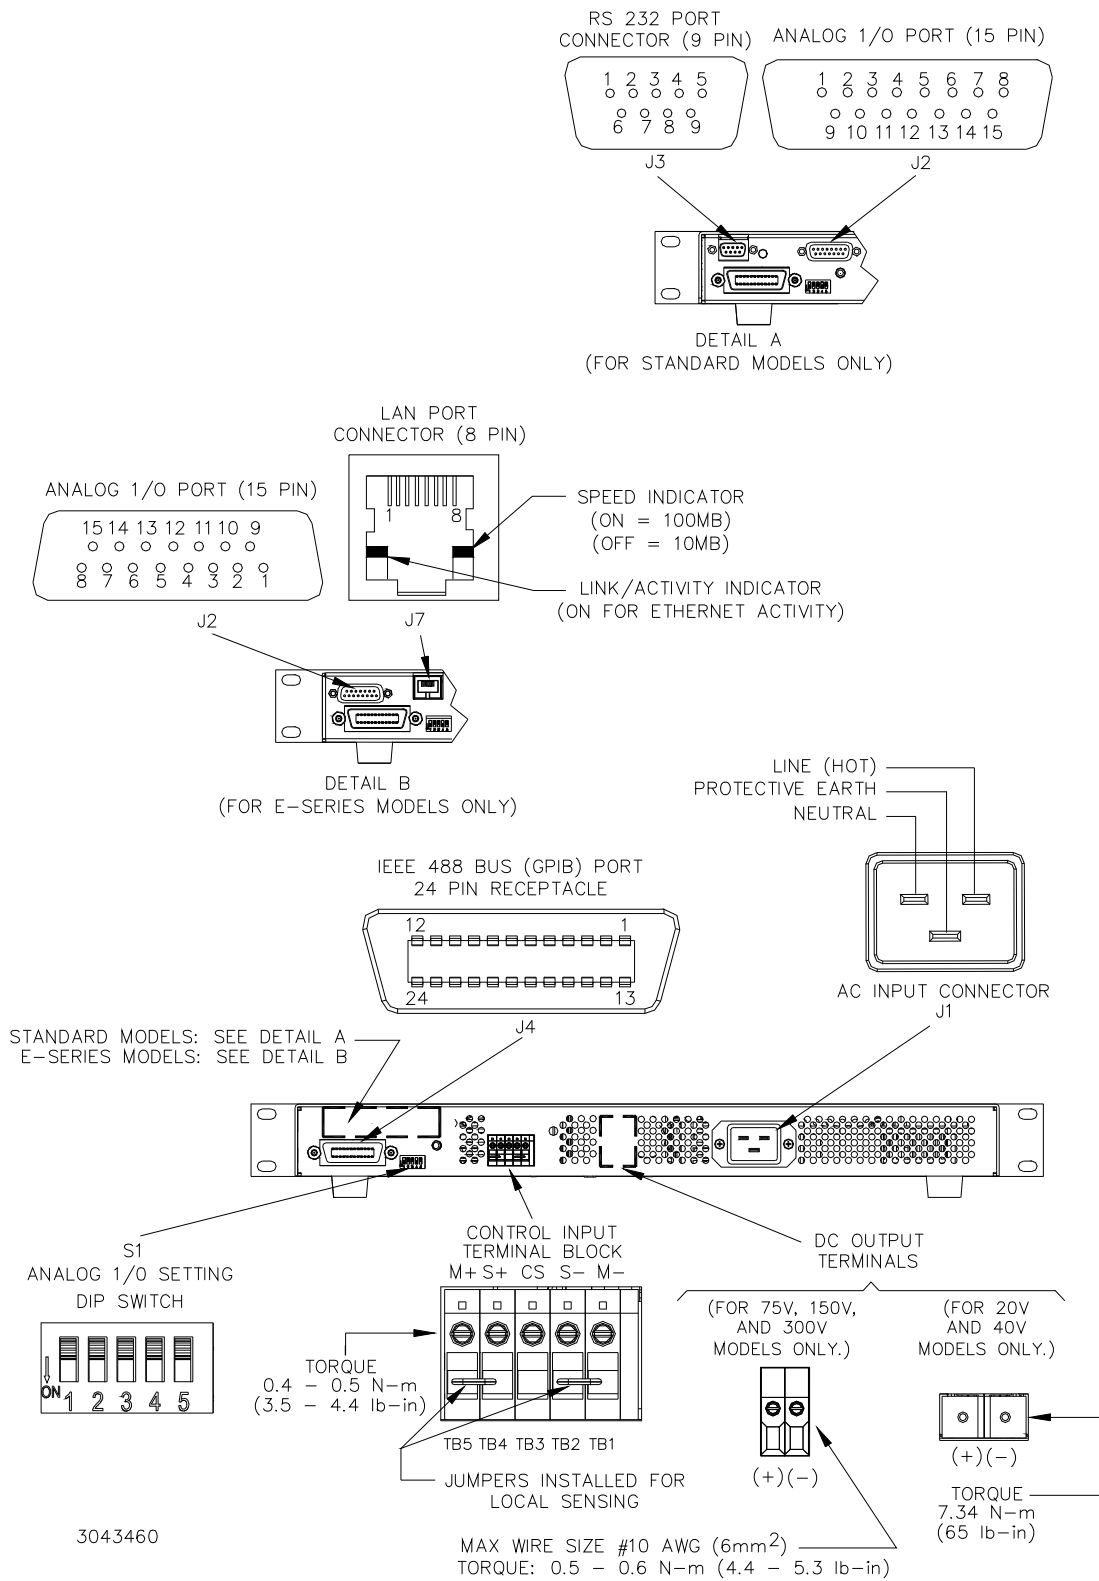 RS 232 PORT
CONNECTOR (9 PIN)
ANALOG 1/O PORT (15 PIN)
1 2 3 4 5
6 7 8 9
1 2 3 4 5 6 7 8
9 10 11 12 13 14 15
J3
J2
DETAIL A
(FOR STANDARD MODELS ONLY)
LAN PORT
CONNECTOR (8 PIN)
1 8
SPEED INDICATOR
(ON = 100MB)
(OFF = 10MB)
LINK/ACTIVITY INDICATOR
(ON FOR ETHERNET ACTIVITY)
ANALOG 1/O PORT (15 PIN)
15 14 13 12 11 10 9
8 7 6 5 4 3 2 1
J2
J7
DETAIL B
(FOR E-SERIES MODELS ONLY)
LINE (HOT)
PROTECTIVE EARTH
NEUTRAL
AC INPUT CONNECTOR
J1
IEEE 488 BUS (GPIB) PORT
24 PIN RECEPTACLE
12 1
24 13
J4
STANDARD MODELS: SEE DETAIL A
E-SERIES MODELS: SEE DETAIL B
S1
ANALOG 1/O SETTING
DIP SWITCH
ON
1 2 3 4 5
CONTROL INPUT
TERMINAL BLOCK
M+ S+ CS S- M-
TORQUE
0.4 - 0.5 N-m
(3.5 - 4.4 lb-in)
TB5 TB4 TB3 TB2 TB1
JUMPERS INSTALLED FOR
LOCAL SENSING
DC OUTPUT
TERMINALS
(FOR 75V, 150V,
AND 300V
MODELS ONLY.)
(+)(-)
(FOR 20V
AND 40V
MODELS ONLY.)
(+)(-)
TORQUE
7.34 N-m
(65 lb-in)
MAX WIRE SIZE #10 AWG (6mm²)
TORQUE: 0.5 - 0.6 N-m (4.4 - 5.3 lb-in)
3043460